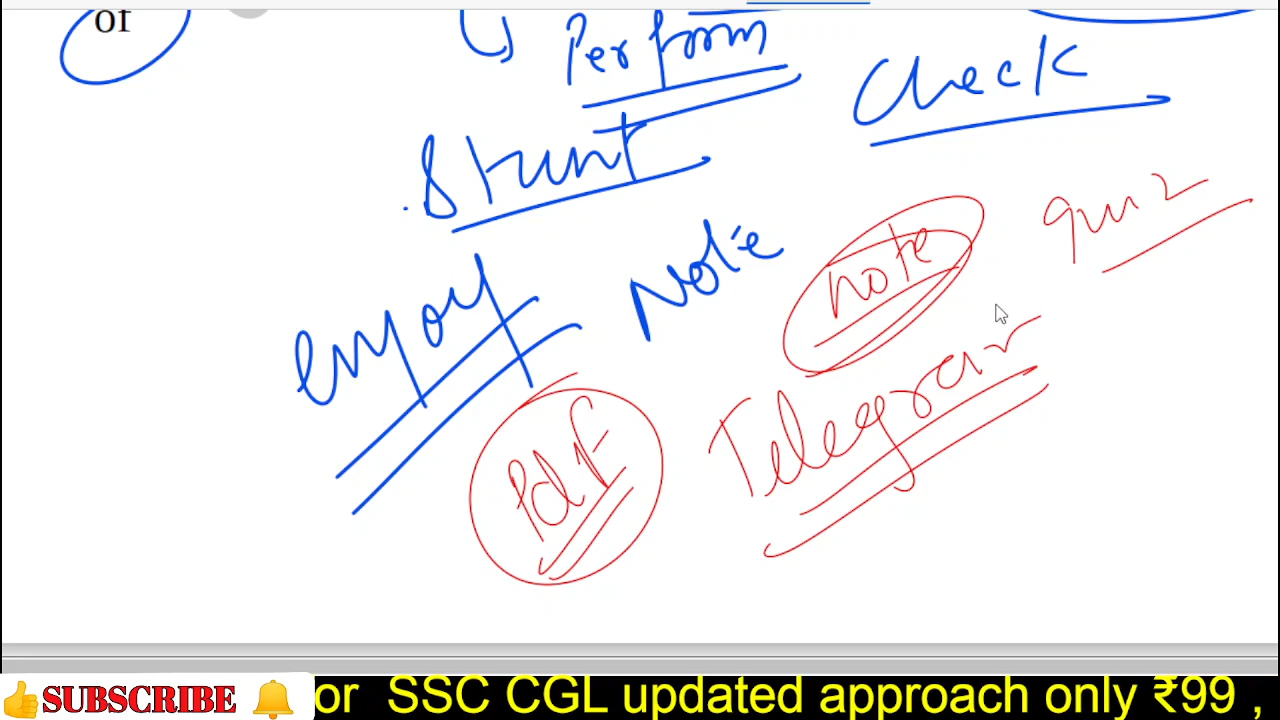 of
Perform
Check
Stunt
note quiz
enjoy Note
Telegram
Pdf
SUBSCRIBE or SSC CGL updated approach only ₹99 ,